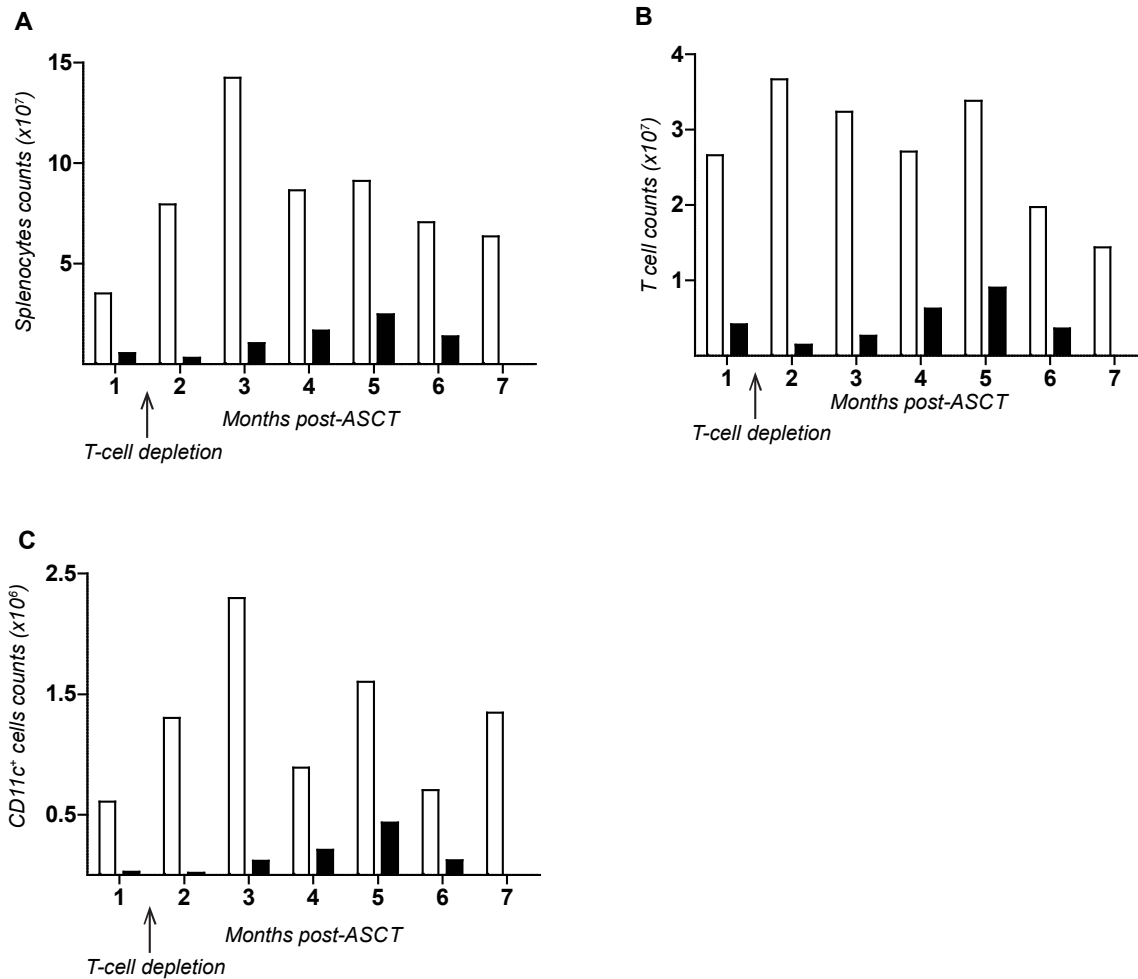 A
Splenocytes counts (x10⁷)
15
10
5
1 2 3 4 5 6 7
Months post-ASCT
T-cell depletion
B
T cell counts (x10⁷)
4
3
2
1
1 2 3 4 5 6 7
Months post-ASCT
T-cell depletion
C
CD11c⁺ cells counts (x10⁶)
2.5
1.5
0.5
1 2 3 4 5 6 7
Months post-ASCT
T-cell depletion